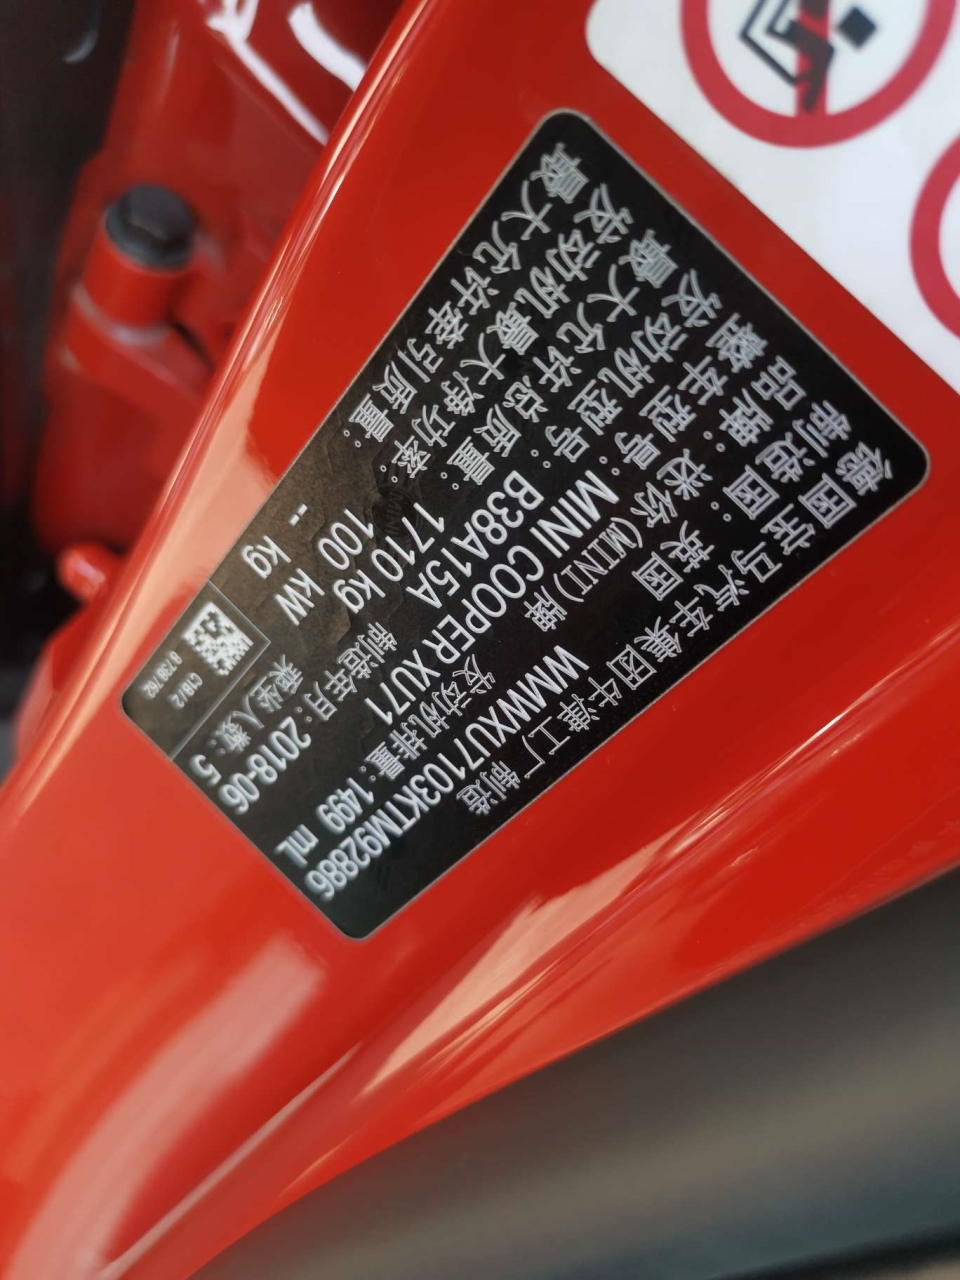 德国宝马汽车集团牛津工厂 制造
制造国：英国 WMWXU7103KTM92886
品牌：迷你(MINI)牌
整车型号：MINI COOPER XU71
发动机型号：B38A15A 发动机排量：1499 mL
最大允许总质量：1710 kg 制造年月：2018-06
发动机最大净功率：100 kW 乘坐人数：5
最大允许牵引质量：-- kg